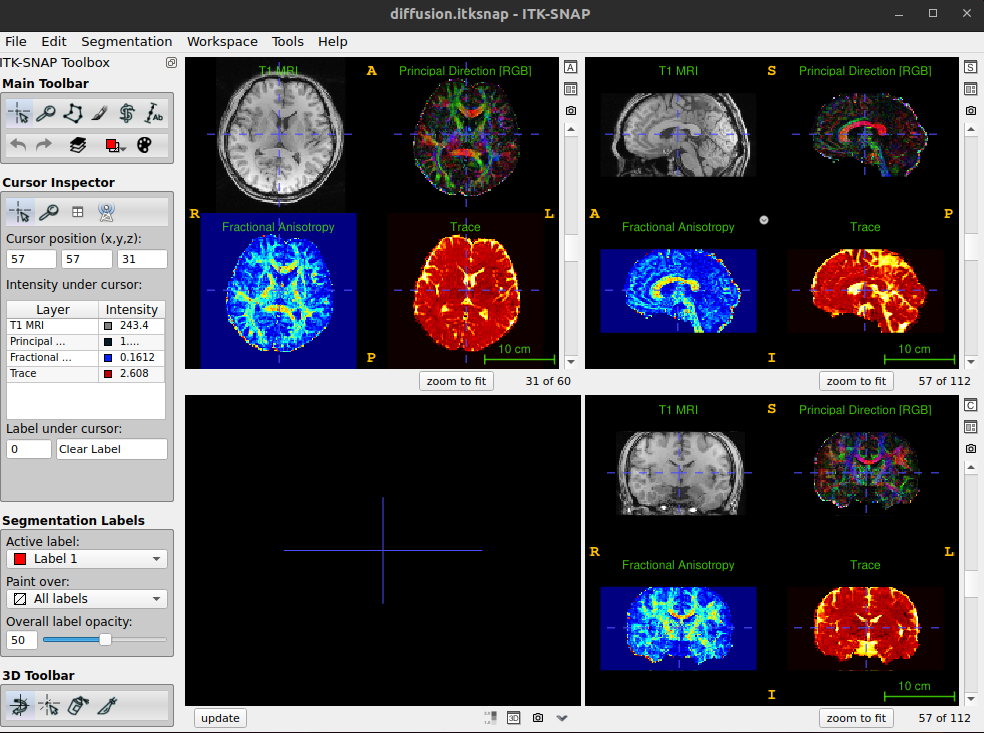 diffusion.itksnap - ITK-SNAP
File Edit Segmentation Workspace Tools Help
ITK-SNAP Toolbox
Main Toolbar
Cursor Inspector
Cursor position (x,y,z):
57 57 31
Intensity under cursor:
Layer Intensity
T1 MRI 243.4
Principal ... 1....
Fractional ... 0.1612
Trace 2.608
Label under cursor:
0 Clear Label
Segmentation Labels
Active label:
Label 1
Paint over:
All labels
Overall label opacity:
50
3D Toolbar
T1 MRI A Principal Direction [RGB]
R L
Fractional Anisotropy Trace
P 10 cm
zoom to fit 31 of 60
A
T1 MRI S Principal Direction [RGB]
A P
Fractional Anisotropy Trace
I 10 cm
zoom to fit 57 of 112
S
update
3D
T1 MRI S Principal Direction [RGB]
R L
Fractional Anisotropy Trace
I 10 cm
zoom to fit 57 of 112
C